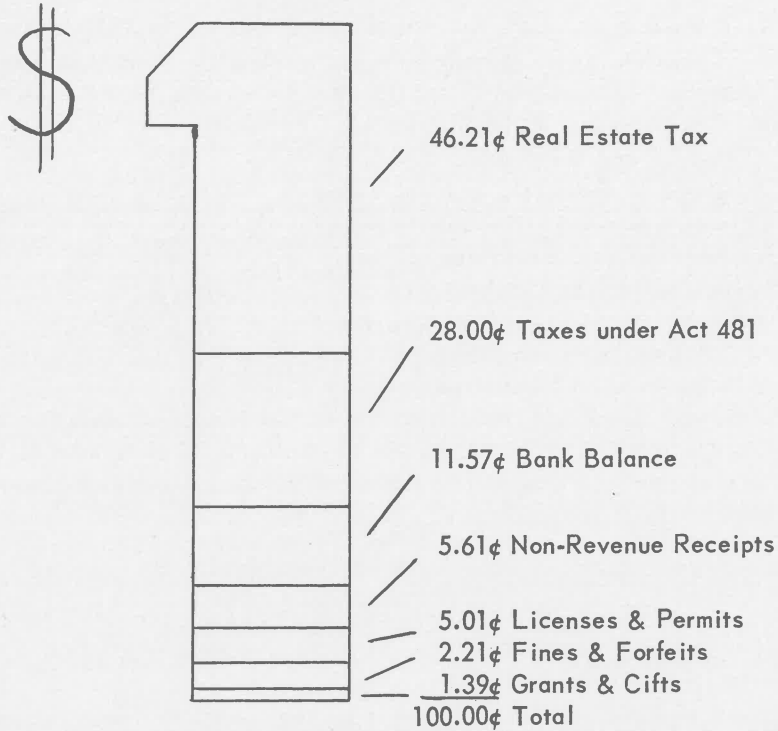 $1
46.21¢ Real Estate Tax
28.00¢ Taxes under Act 481
11.57¢ Bank Balance
5.61¢ Non-Revenue Receipts
5.01¢ Licenses & Permits
2.21¢ Fines & Forfeits
1.39¢ Grants & Cifts
100.00¢ Total